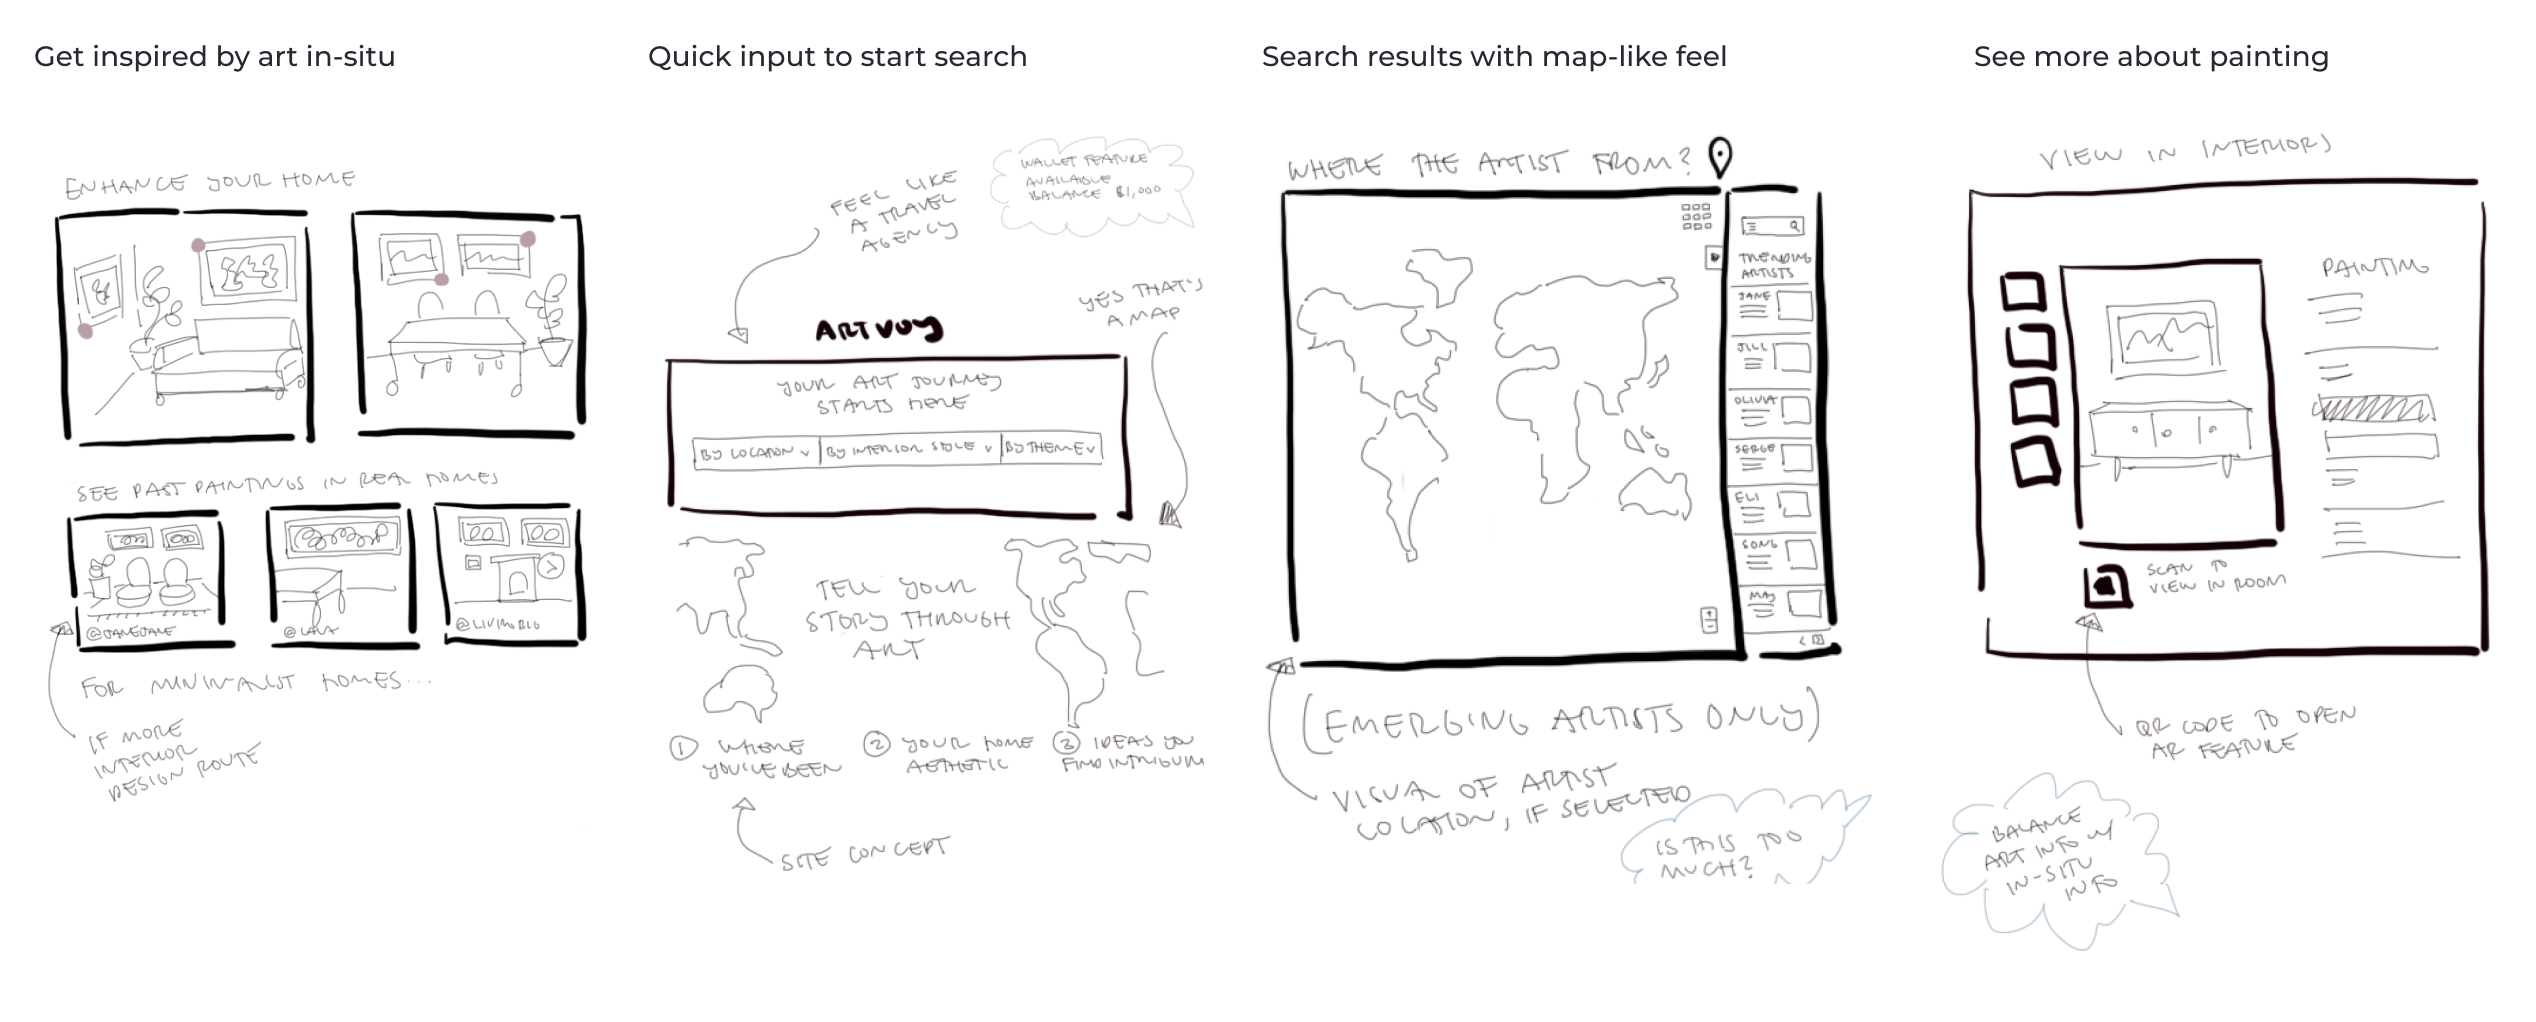 Get inspired by art in-situ
ENHANCE YOUR HOME
SEE PAST PAINTINGS IN REAL HOMES
@JANEJANE
@LANA
@LIVINGBIG
FOR MINIMALIST HOMES...
IF MORE
INTERIOR
DESIGN ROUTE
Quick input to start search
FEEL LIKE
A TRAVEL
AGENCY
WALLET FEATURE
AVAILABLE
BALANCE $1,000
YES THAT'S
A MAP
ARTVOY
YOUR ART JOURNEY
STARTS HERE
BY LOCATION
BY INTERIOR STYLE
BY THEME
TELL YOUR
STORY THROUGH
ART
1 WHERE
YOU'VE BEEN
2 YOUR HOME
AETHETIC
3 IDEAS YOU
FIND
SITE CONCEPT
Search results with map-like feel
WHERE THE ARTIST FROM?
TRENDING
ARTISTS
JANE
JILL
OLIVIA
SERGE
ELI
SONG
MAJ
(EMERGING ARTISTS ONLY)
VISUAL OF ARTIST
LOCATION, IF SELECTED
IS THIS TOO
MUCH?
See more about painting
VIEW IN INTERIORS
PAINTING
SCAN TO
VIEW IN ROOM
QR CODE TO OPEN
AR FEATURE
BALANCE
ART INFO W/
IN-SITU
INFO